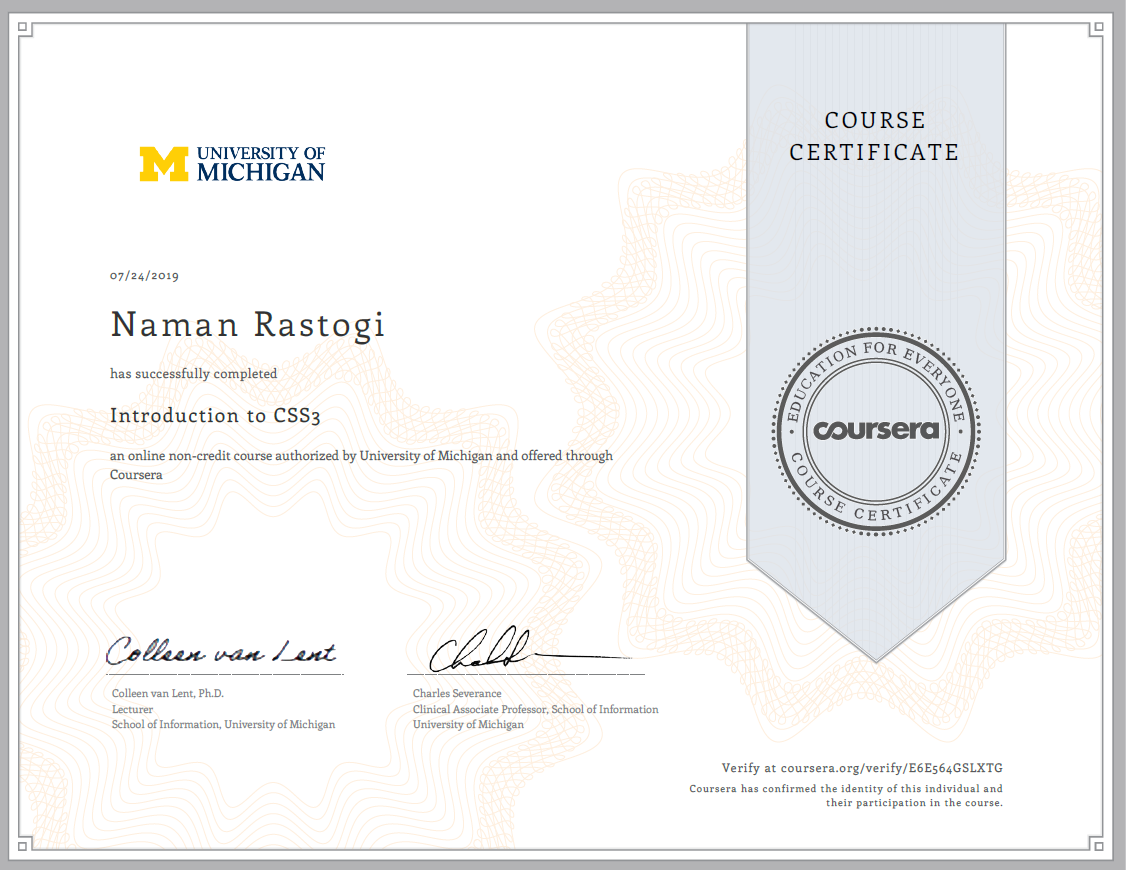 UNIVERSITY OF
MICHIGAN
COURSE
CERTIFICATE
07/24/2019
Naman Rastogi
has successfully completed
Introduction to CSS3
an online non-credit course authorized by University of Michigan and offered through
Coursera
EDUCATION FOR EVERYONE
coursera
COURSE CERTIFICATE
Colleen van Lent
Colleen van Lent, Ph.D.
Lecturer
School of Information, University of Michigan
Charles Severance
Clinical Associate Professor, School of Information
University of Michigan
Verify at coursera.org/verify/E6E564GSLXTG
Coursera has confirmed the identity of this individual and
their participation in the course.